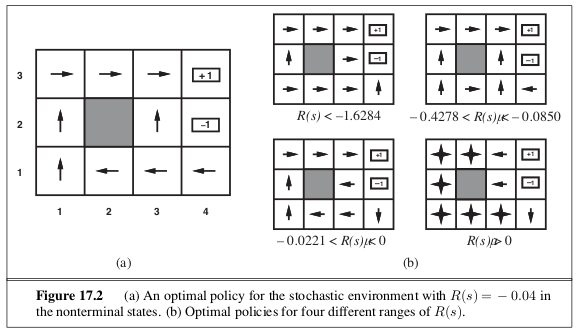 3
+1
2
−1
1
1 2 3 4
(a)
+1
−1
R(s) < –1.6284
+1
−1
– 0.4278 < R(s)µ< – 0.0850
+1
−1
– 0.0221 < R(s)µ< 0
+1
−1
R(s)µ> 0
(b)
Figure 17.2 (a) An optimal policy for the stochastic environment with R(s) = − 0.04 in
the nonterminal states. (b) Optimal policies for four different ranges of R(s).